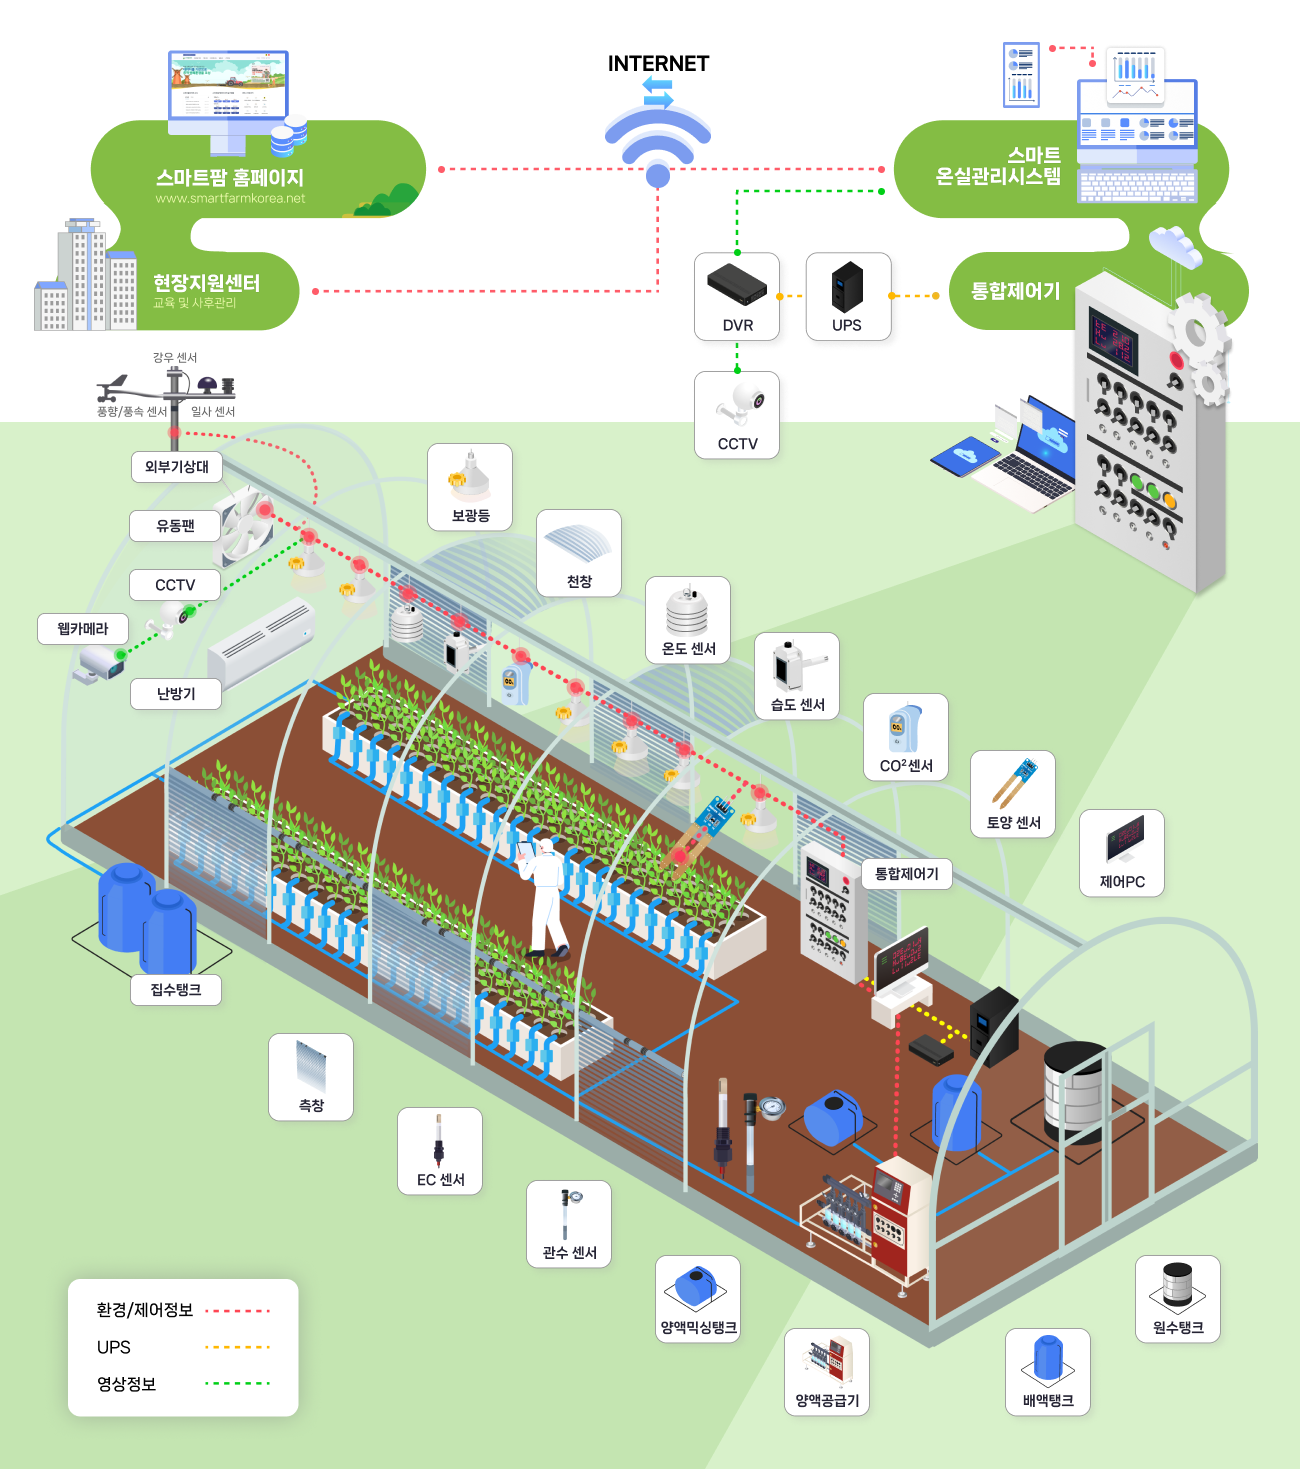 INTERNET
스마트팜 홈페이지
www.smartfarmkorea.net
스마트
온실관리시스템
현장지원센터
교육 및 사후관리
통합제어기
DVR
UPS
CCTV
강우 센서
풍향/풍속 센서
일사 센서
외부기상대
유동팬
CCTV
웹카메라
난방기
보광등
천창
온도 센서
습도 센서
CO²센서
토양 센서
제어PC
통합제어기
집수탱크
측창
EC 센서
관수 센서
양액믹싱탱크
양액공급기
배액탱크
원수탱크
환경/제어정보
UPS
영상정보